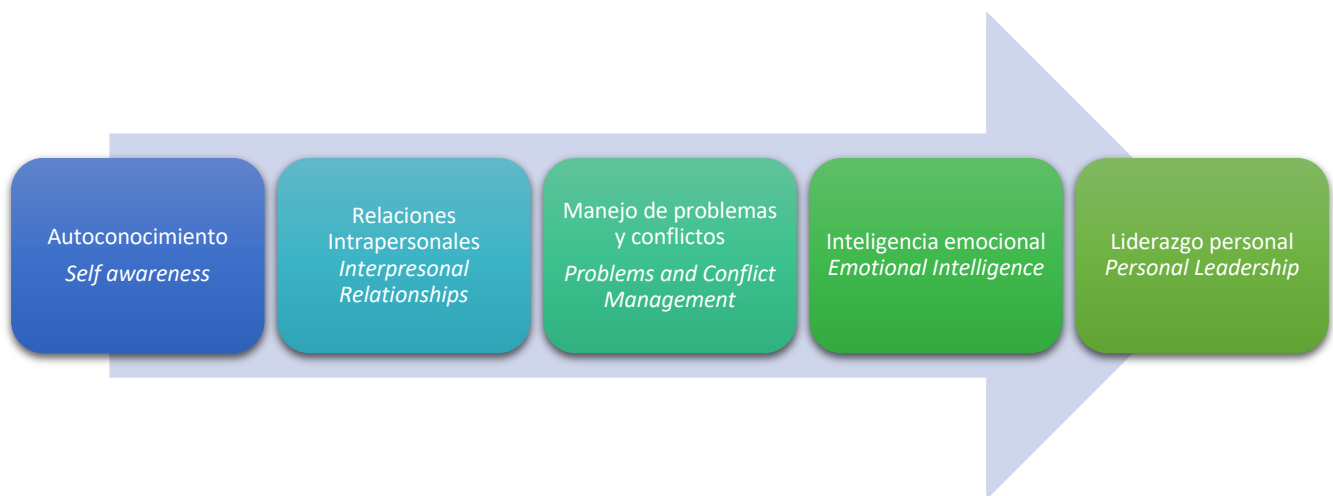 Autoconocimiento
Self awareness
Relaciones
Intrapersonales
Interpresonal
Relationships
Manejo de problemas
y conflictos
Problems and Conflict
Management
Inteligencia emocional
Emotional Intelligence
Liderazgo personal
Personal Leadership